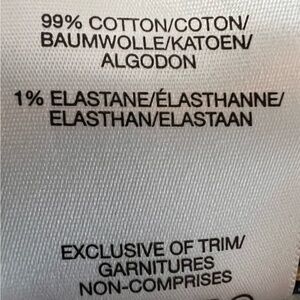 99% COTTON/COTON/
BAUMWOLLE/KATOEN/
ALGODON
1% ELASTANE/ÉLASTHANNE/
ELASTHAN/ELASTAAN
EXCLUSIVE OF TRIM/
GARNITURES
NON-COMPRISES